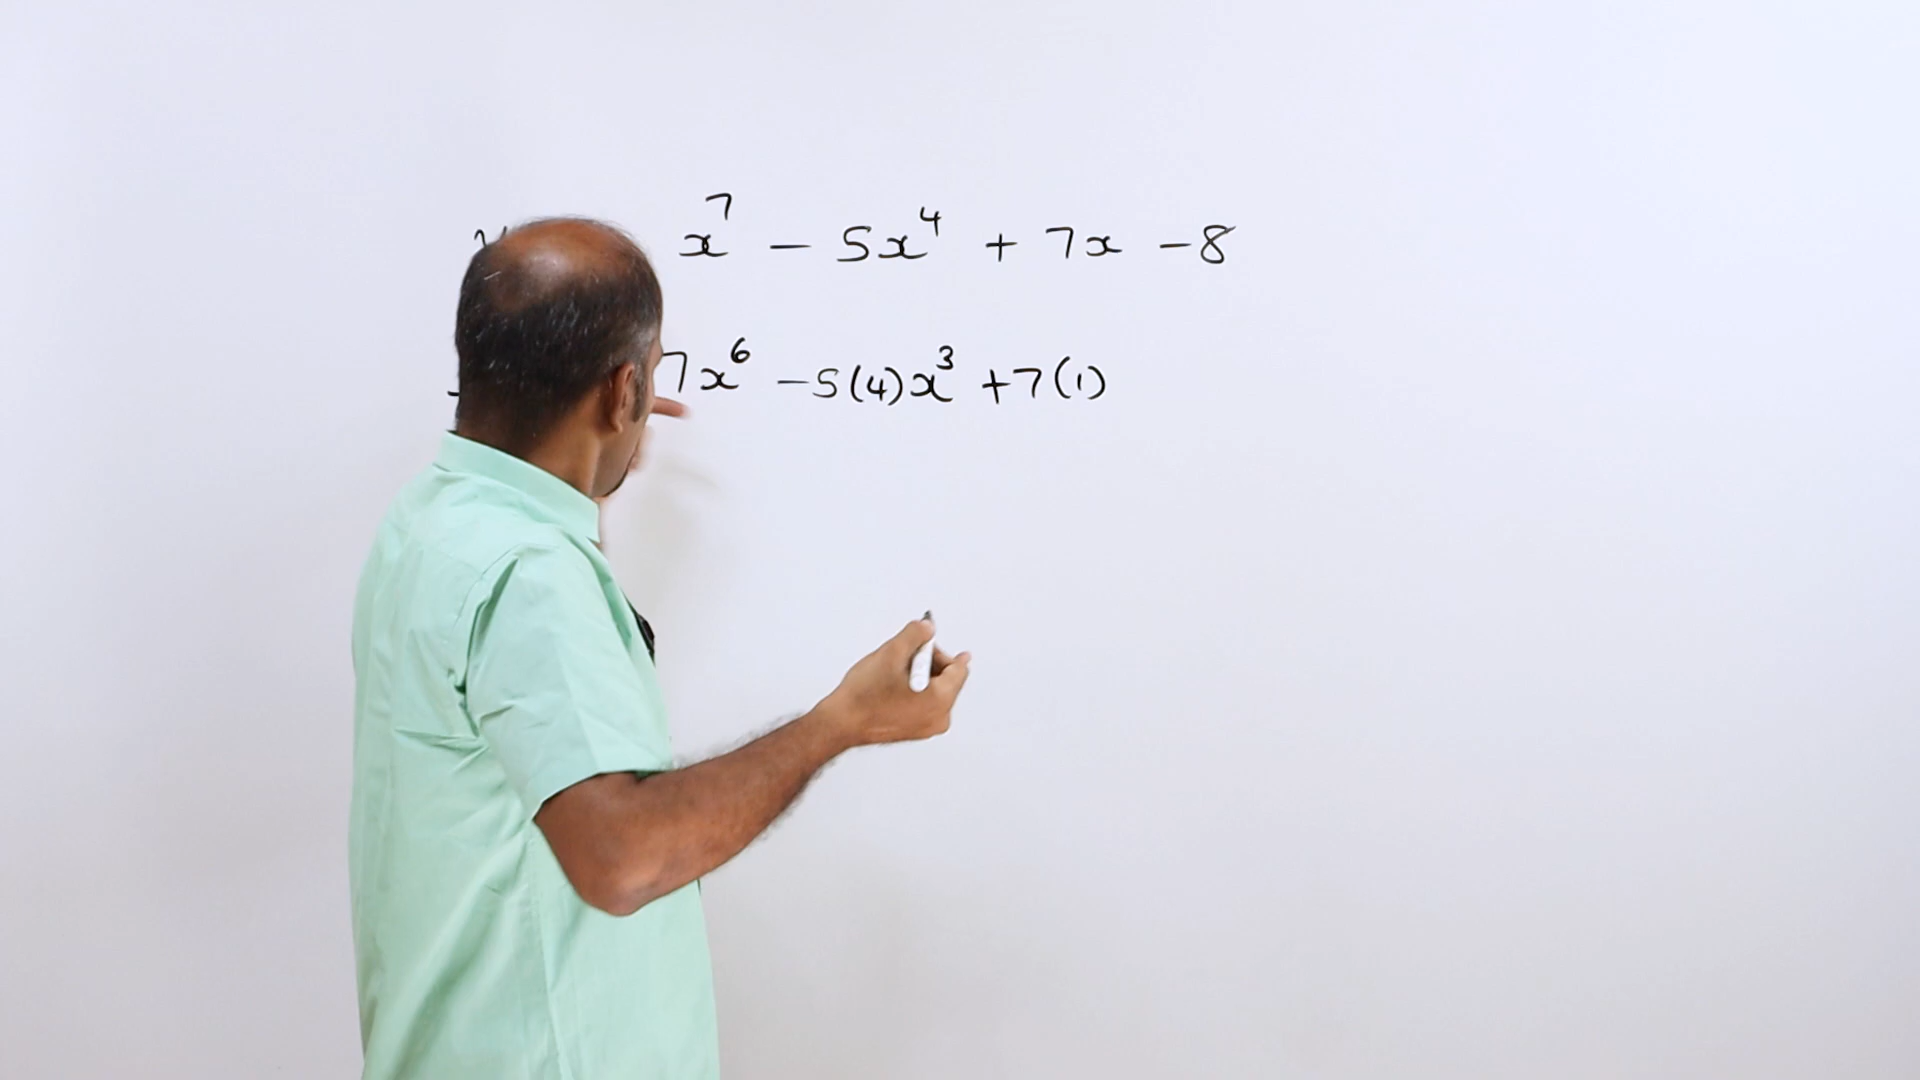 x⁷ - 5x⁴ + 7x - 8
7x⁶ - 5(4)x³ + 7(1)